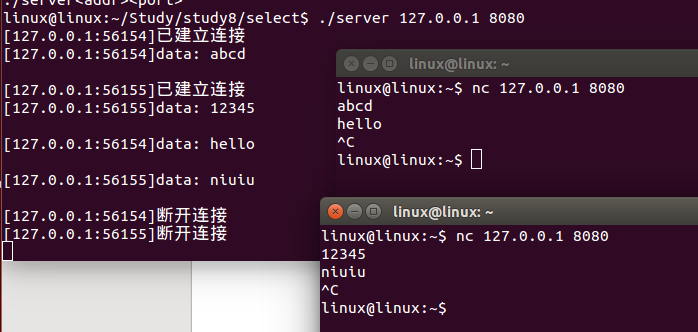 ./server<addr><port>
linux@linux:~/Study/study8/select$ ./server 127.0.0.1 8080
[127.0.0.1:56154]已建立连接
[127.0.0.1:56154]data: abcd
[127.0.0.1:56155]已建立连接
[127.0.0.1:56155]data: 12345
[127.0.0.1:56154]data: hello
[127.0.0.1:56155]data: niuiu
[127.0.0.1:56154]断开连接
[127.0.0.1:56155]断开连接
linux@linux: ~
linux@linux:~$ nc 127.0.0.1 8080
abcd
hello
^C
linux@linux:~$
linux@linux: ~
linux@linux:~$ nc 127.0.0.1 8080
12345
niuiu
^C
linux@linux:~$